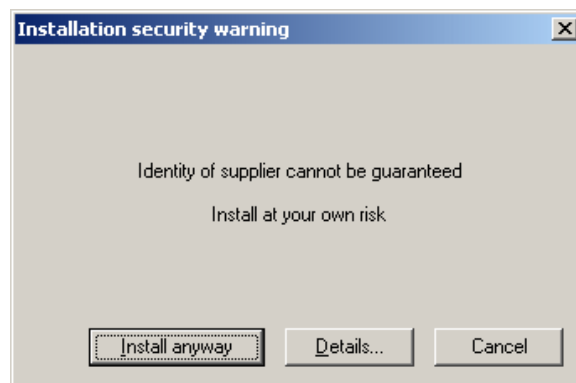 Installation security warning
Identity of supplier cannot be guaranteed
Install at your own risk
Install anyway
Details...
Cancel